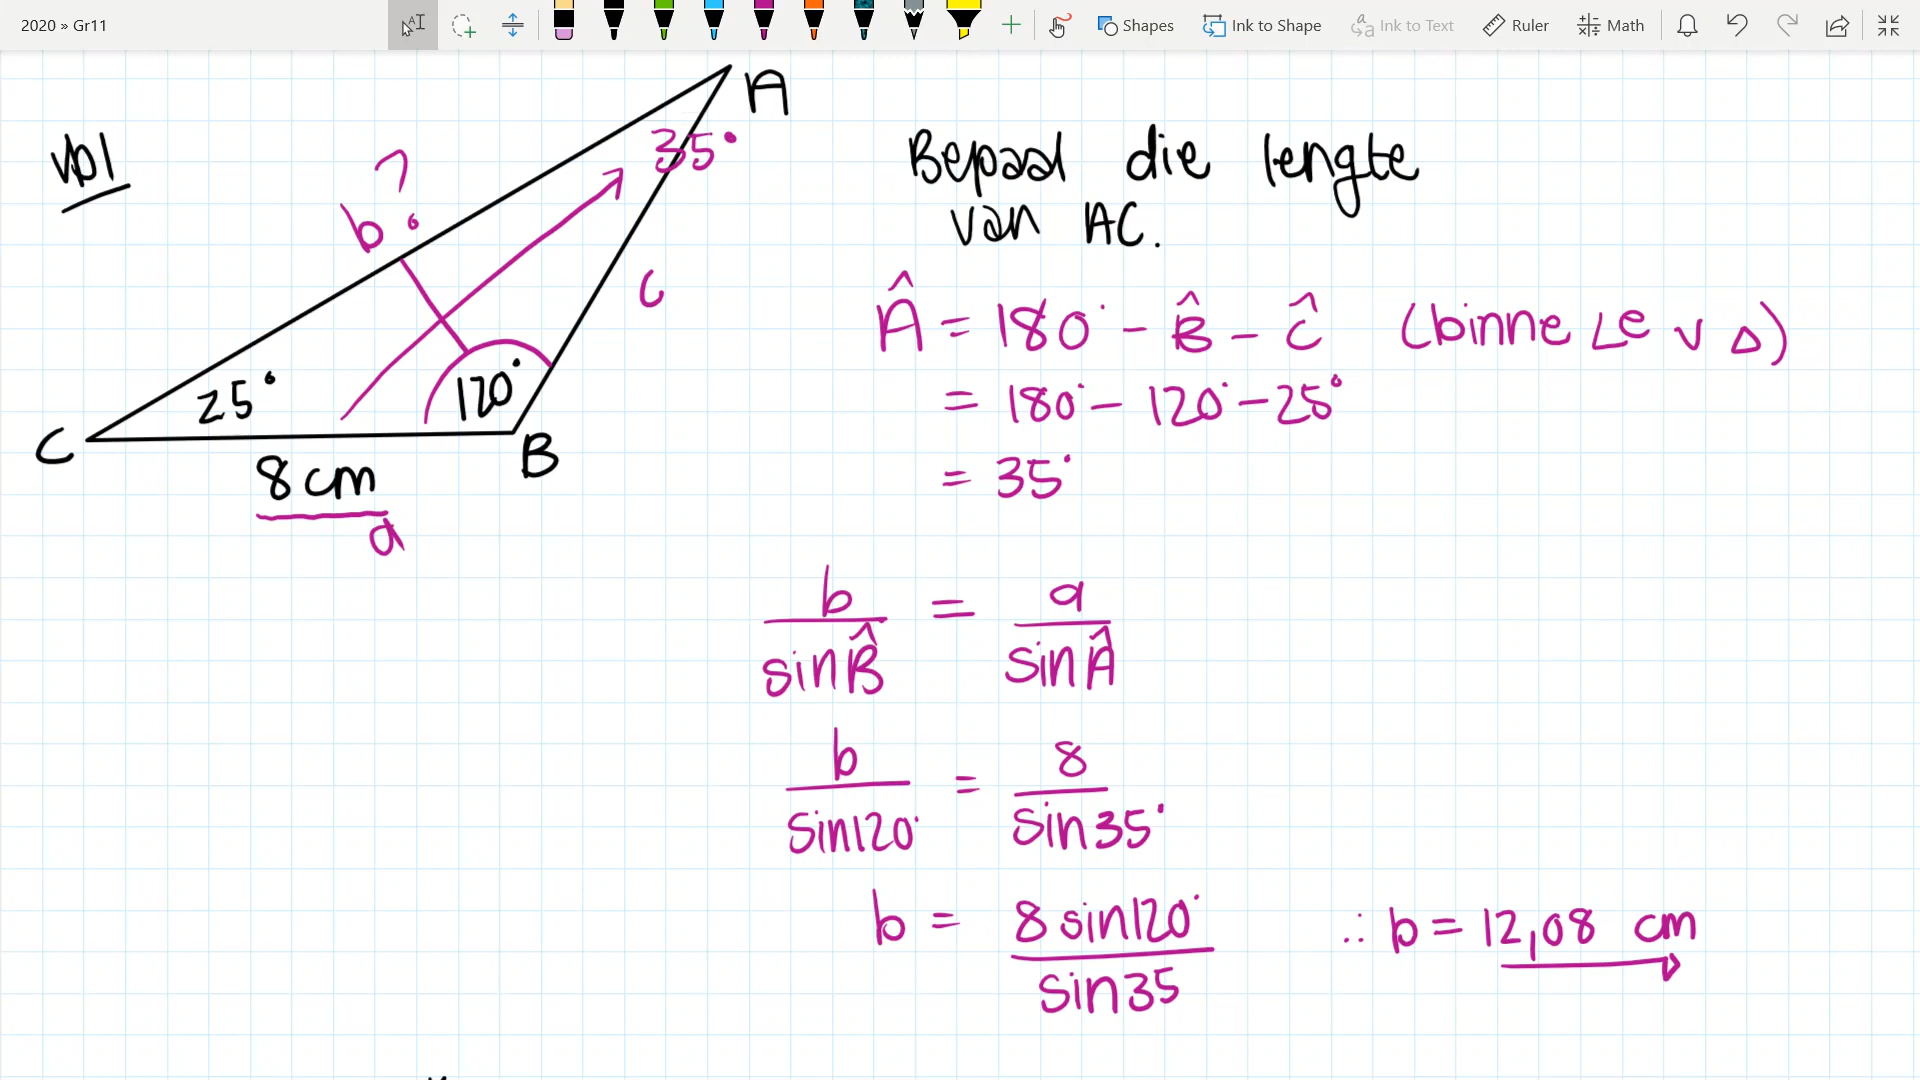 2020 » Gr11
Shapes
Ink to Shape
Ink to Text
Ruler
Math
Vb1
A
35°
b ?
c
25°
120°
C
B
8 cm
a
Bepaal die lengte
van AC.
Â = 180° - B̂ - Ĉ (binne ∠e v Δ)
= 180° - 120° - 25°
= 35°
b = a
sin B̂ sin Â
b = 8
sin120° sin35°
b = 8 sin120° ∴ b = 12,08 cm
sin35